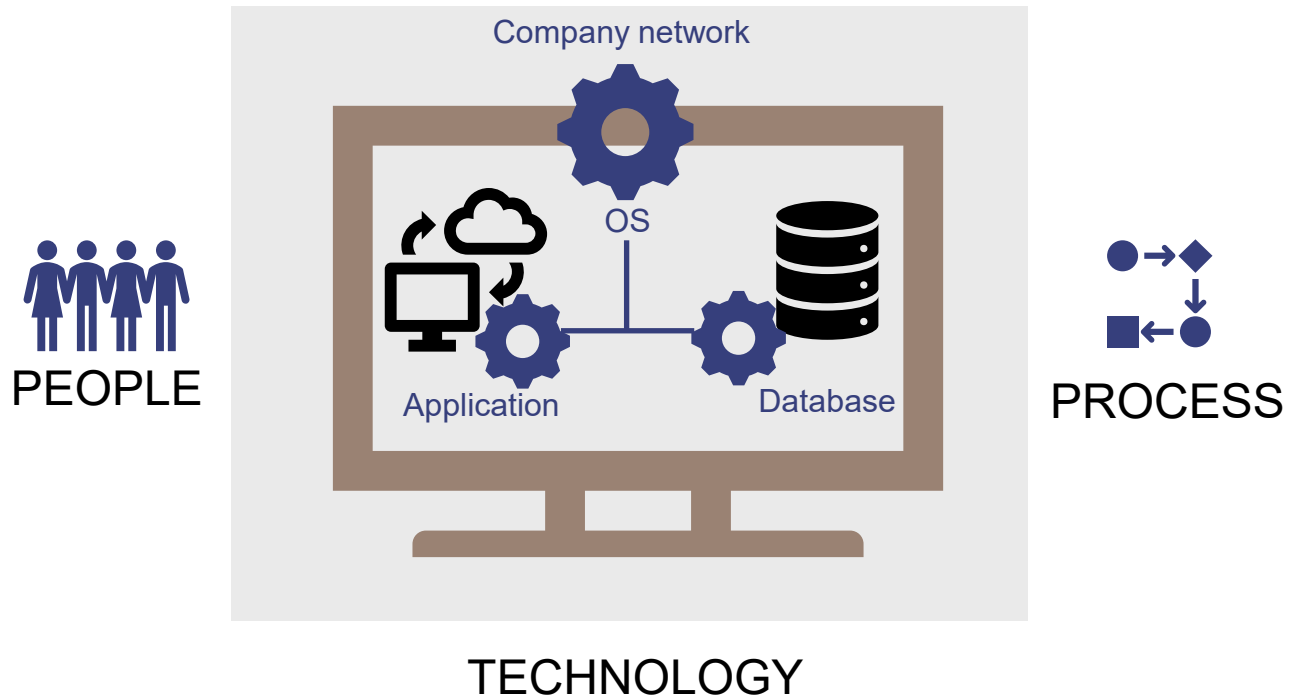 Company network
OS
Application
Database
PEOPLE
PROCESS
TECHNOLOGY